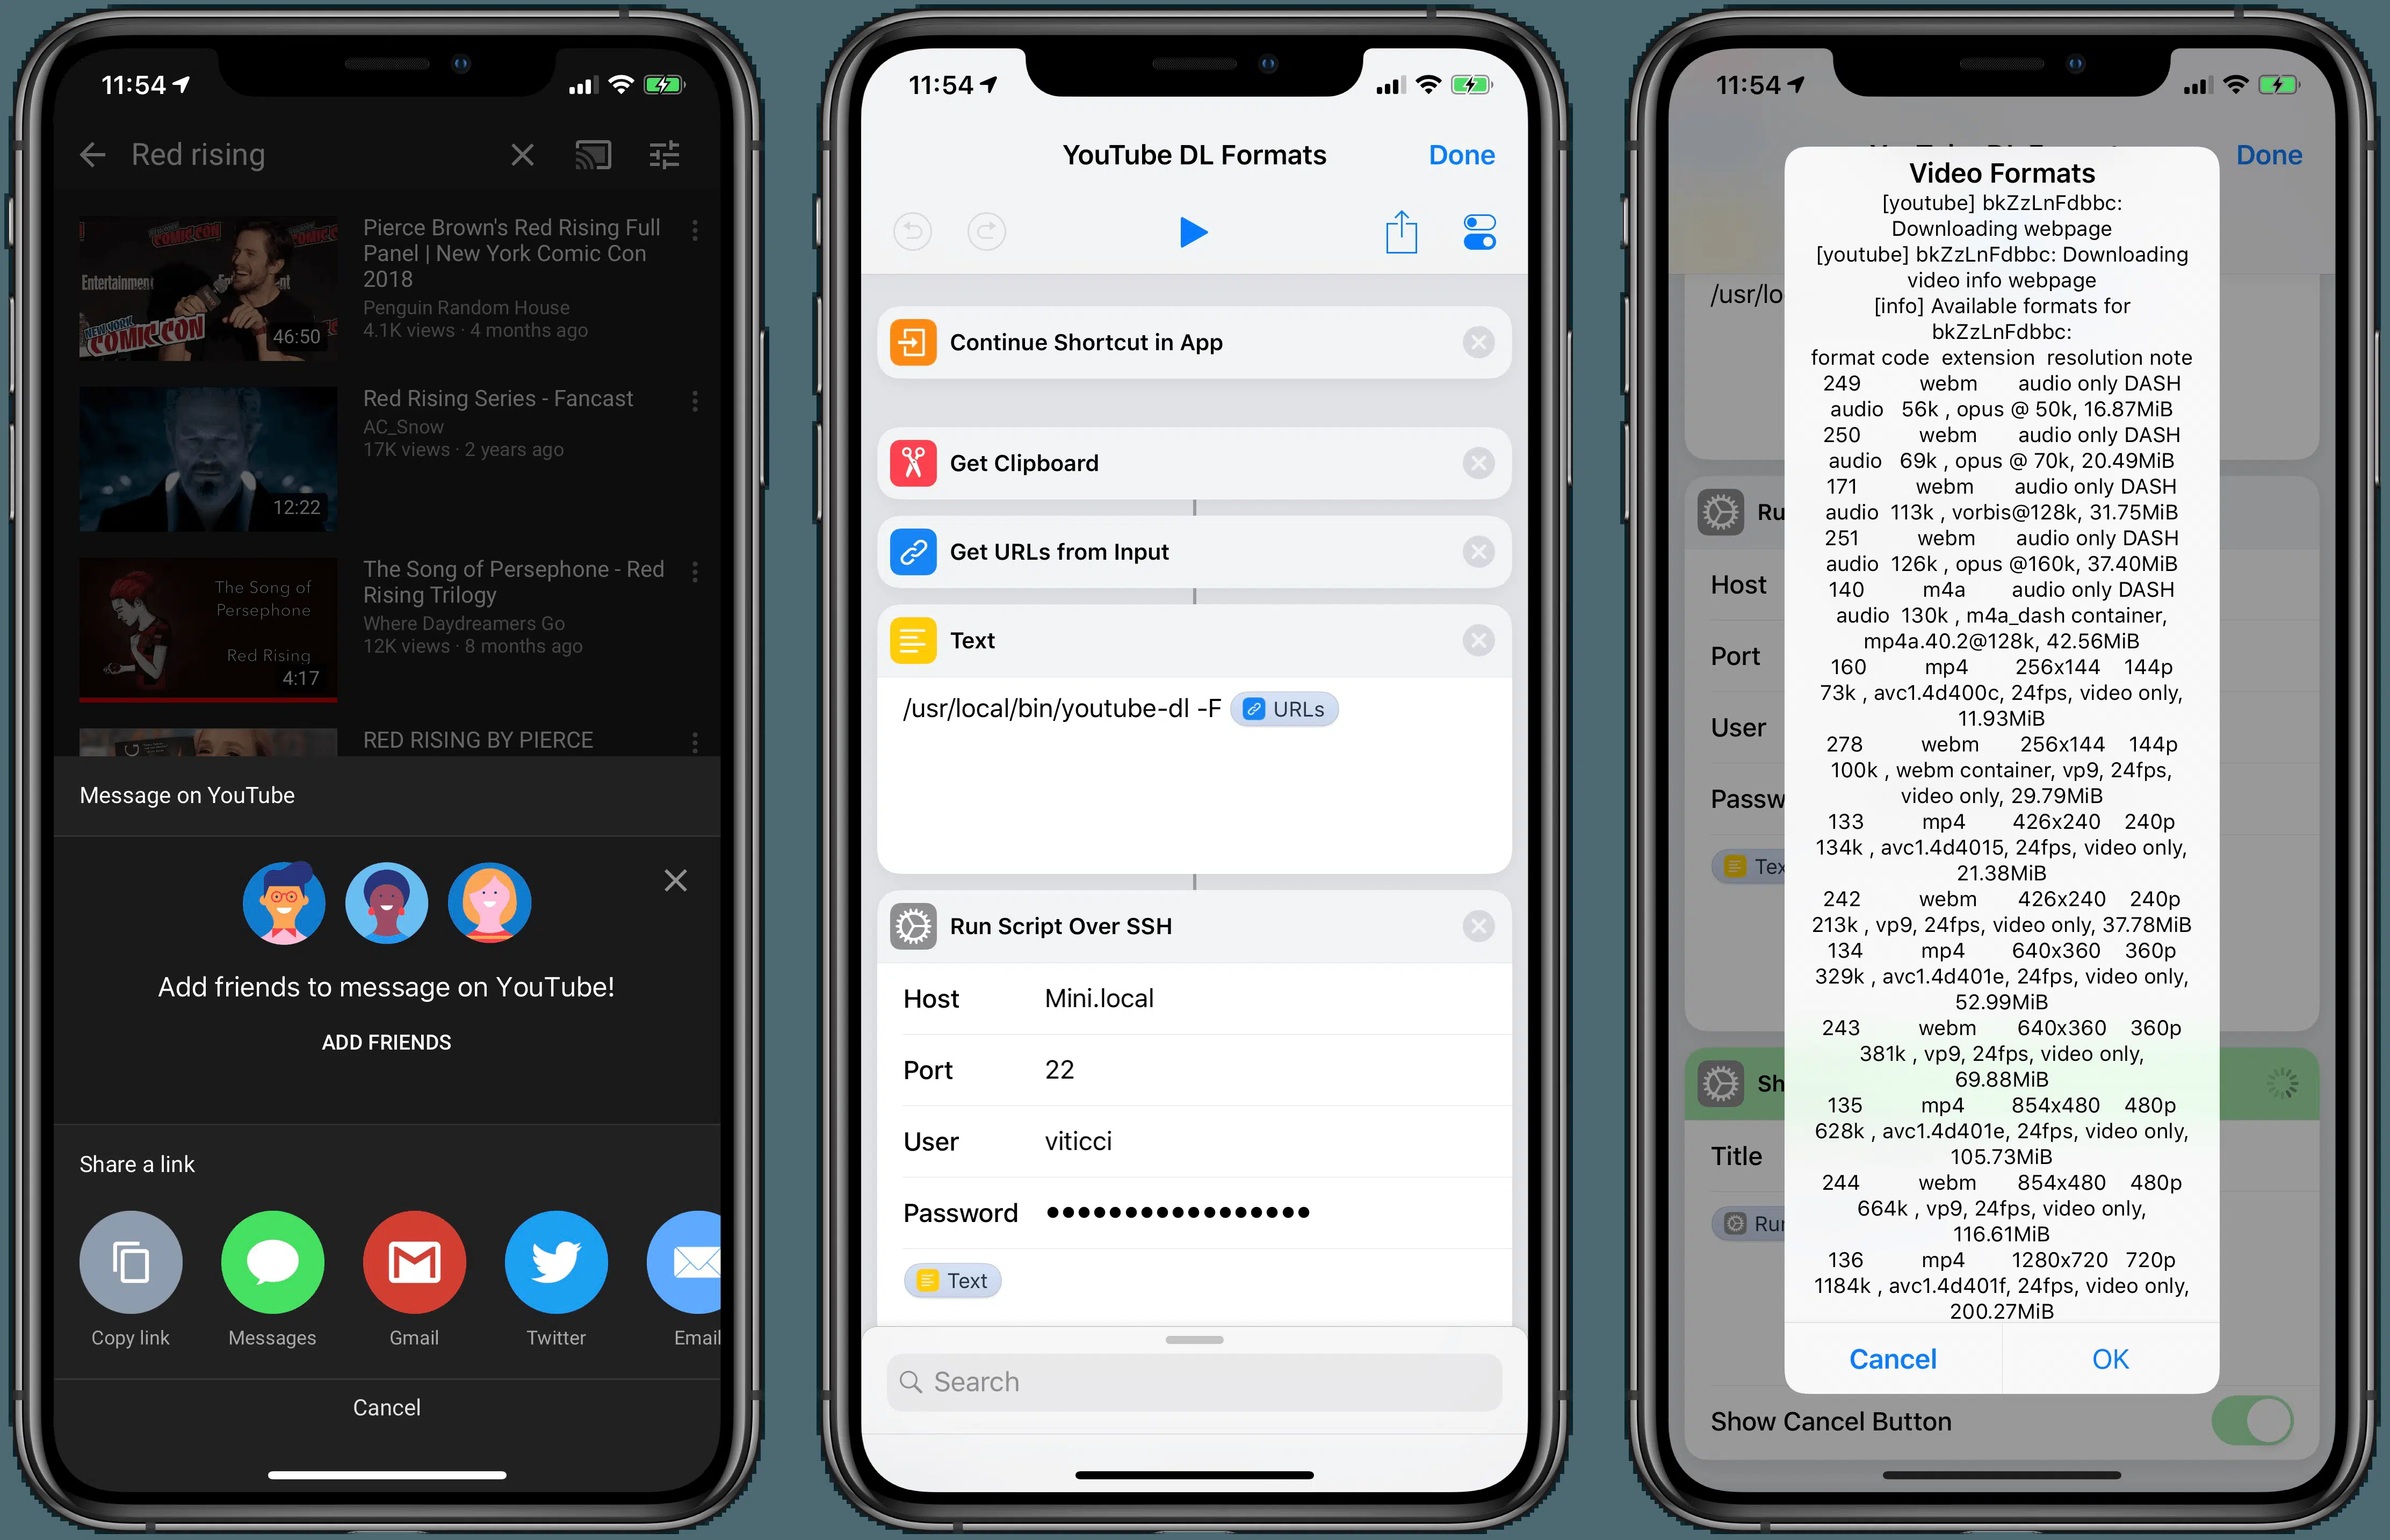 11:54
Red rising
Pierce Brown's Red Rising Full
Panel | New York Comic Con
2018
Penguin Random House
4.1K views · 4 months ago
COMIC CON
Entertainment
NEW YORK
COMIC CON
46:50
Red Rising Series - Fancast
AC_Snow
17K views · 2 years ago
12:22
The Song of Persephone - Red
Rising Trilogy
Where Daydreamers Go
12K views · 8 months ago
The Song of
Persephone
Red Rising
4:17
RED RISING BY PIERCE
Message on YouTube
Add friends to message on YouTube!
ADD FRIENDS
Share a link
Copy link
Messages
Gmail
Twitter
Email
Cancel
11:54
YouTube DL Formats
Done
Continue Shortcut in App
Get Clipboard
Get URLs from Input
Text
/usr/local/bin/youtube-dl -F URLs
Run Script Over SSH
Host Mini.local
Port 22
User viticci
Password ●●●●●●●●●●●●●●●●●
Text
Search
11:54
Done
/usr/lo
Ru
Host
Port
User
Passw
Tex
Sh
Title
Rur
Show Cancel Button
Video Formats
[youtube] bkZzLnFdbbc:
Downloading webpage
[youtube] bkZzLnFdbbc: Downloading
video info webpage
[info] Available formats for
bkZzLnFdbbc:
format code extension resolution note
249 webm audio only DASH
audio 56k , opus @ 50k, 16.87MiB
250 webm audio only DASH
audio 69k , opus @ 70k, 20.49MiB
171 webm audio only DASH
audio 113k , vorbis@128k, 31.75MiB
251 webm audio only DASH
audio 126k , opus @160k, 37.40MiB
140 m4a audio only DASH
audio 130k , m4a_dash container,
mp4a.40.2@128k, 42.56MiB
160 mp4 256x144 144p
73k , avc1.4d400c, 24fps, video only,
11.93MiB
278 webm 256x144 144p
100k , webm container, vp9, 24fps,
video only, 29.79MiB
133 mp4 426x240 240p
134k , avc1.4d4015, 24fps, video only,
21.38MiB
242 webm 426x240 240p
213k , vp9, 24fps, video only, 37.78MiB
134 mp4 640x360 360p
329k , avc1.4d401e, 24fps, video only,
52.99MiB
243 webm 640x360 360p
381k , vp9, 24fps, video only,
69.88MiB
135 mp4 854x480 480p
628k , avc1.4d401e, 24fps, video only,
105.73MiB
244 webm 854x480 480p
664k , vp9, 24fps, video only,
116.61MiB
136 mp4 1280x720 720p
1184k , avc1.4d401f, 24fps, video only,
200.27MiB
Cancel
OK